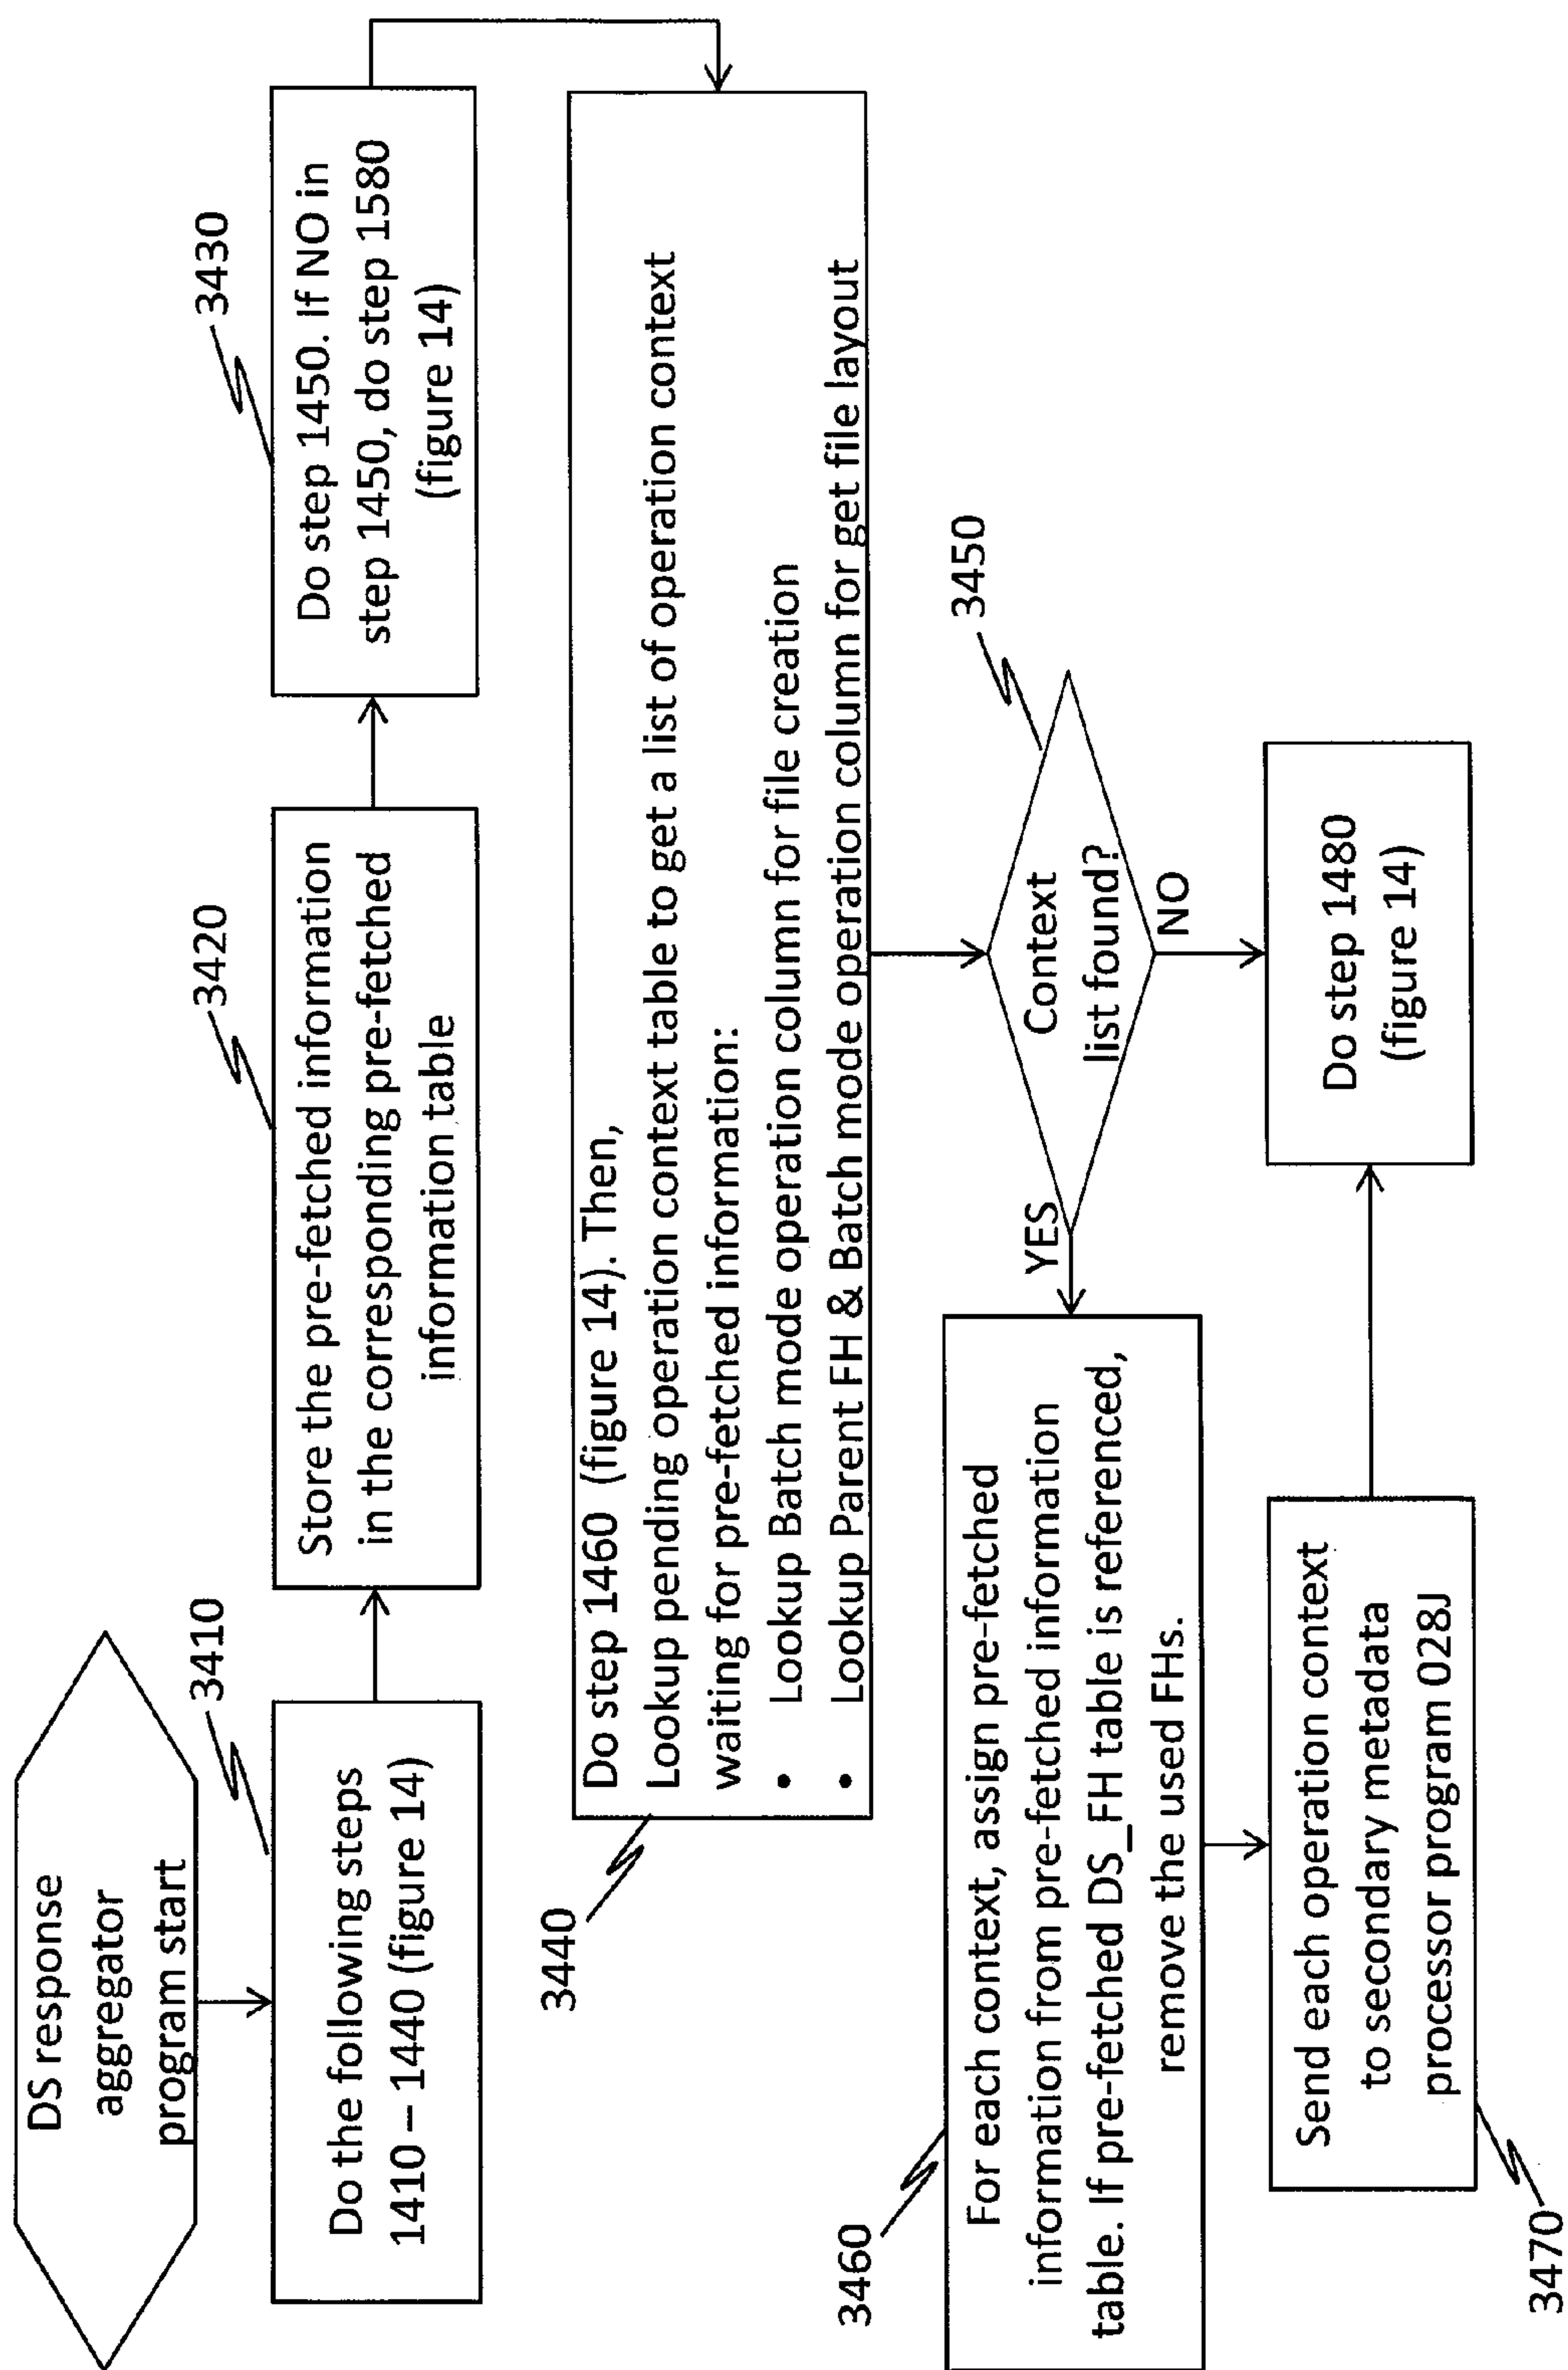 DS response
aggregator
program start
3410
Do the following steps
1410 – 1440 (figure 14)
3420
Store the pre-fetched information
in the corresponding pre-fetched
information table
3430
Do step 1450. If NO in
step 1450, do step 1580
(figure 14)
3440
Do step 1460 (figure 14). Then,
Lookup pending operation context table to get a list of operation context
waiting for pre-fetched information:
• Lookup Batch mode operation column for file creation
• Lookup Parent FH & Batch mode operation column for get file layout
3450
Context
list found?
YES
NO
3460
For each context, assign pre-fetched
information from pre-fetched information
table. If pre-fetched DS_FH table is referenced,
remove the used FHs.
3470
Send each operation context
to secondary metadata
processor program 028J
Do step 1480
(figure 14)